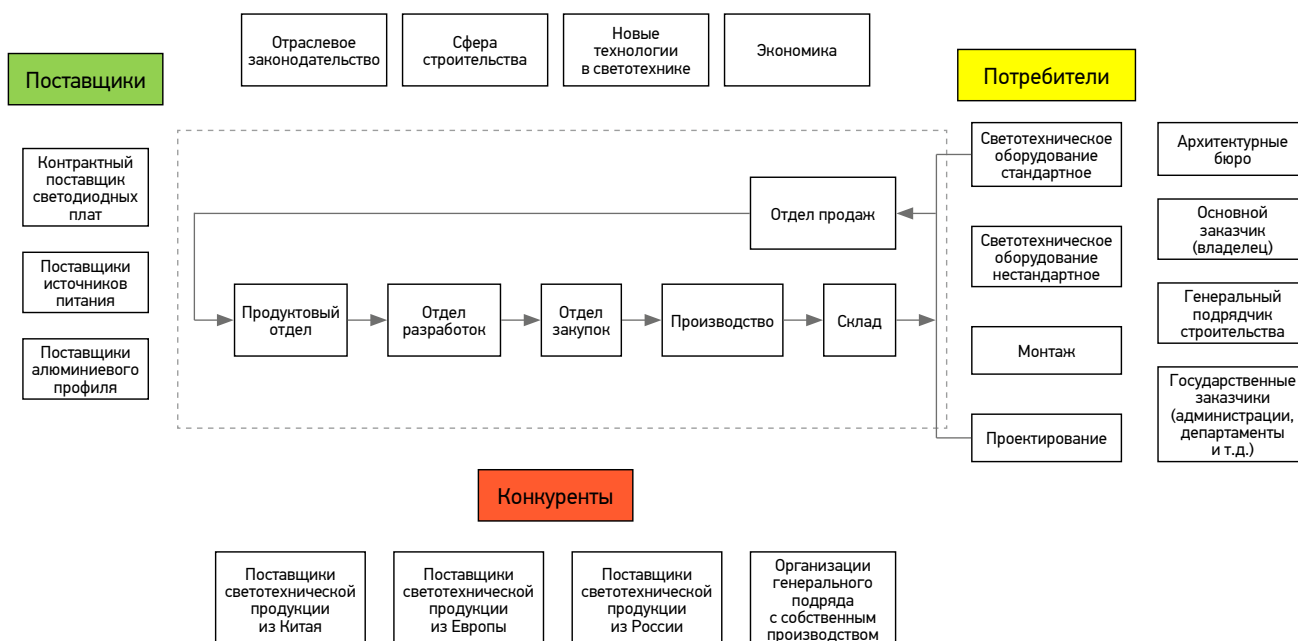 Отраслевое
законодательство
Сфера
строительства
Новые
технологии
в светотехнике
Экономика
Поставщики
Потребители
Контрактный
поставщик
светодиодных
плат
Поставщики
источников
питания
Поставщики
алюминиевого
профиля
Отдел продаж
Продуктовый
отдел
Отдел
разработок
Отдел
закупок
Производство
Склад
Светотехническое
оборудование
стандартное
Светотехническое
оборудование
нестандартное
Монтаж
Проектирование
Архитектурные
бюро
Основной
заказчик
(владелец)
Генеральный
подрядчик
строительства
Государственные
заказчики
(администрации,
департаменты
и т.д.)
Конкуренты
Поставщики
светотехнической
продукции
из Китая
Поставщики
светотехнической
продукции
из Европы
Поставщики
светотехнической
продукции
из России
Организации
генерального
подряда
с собственным
производством